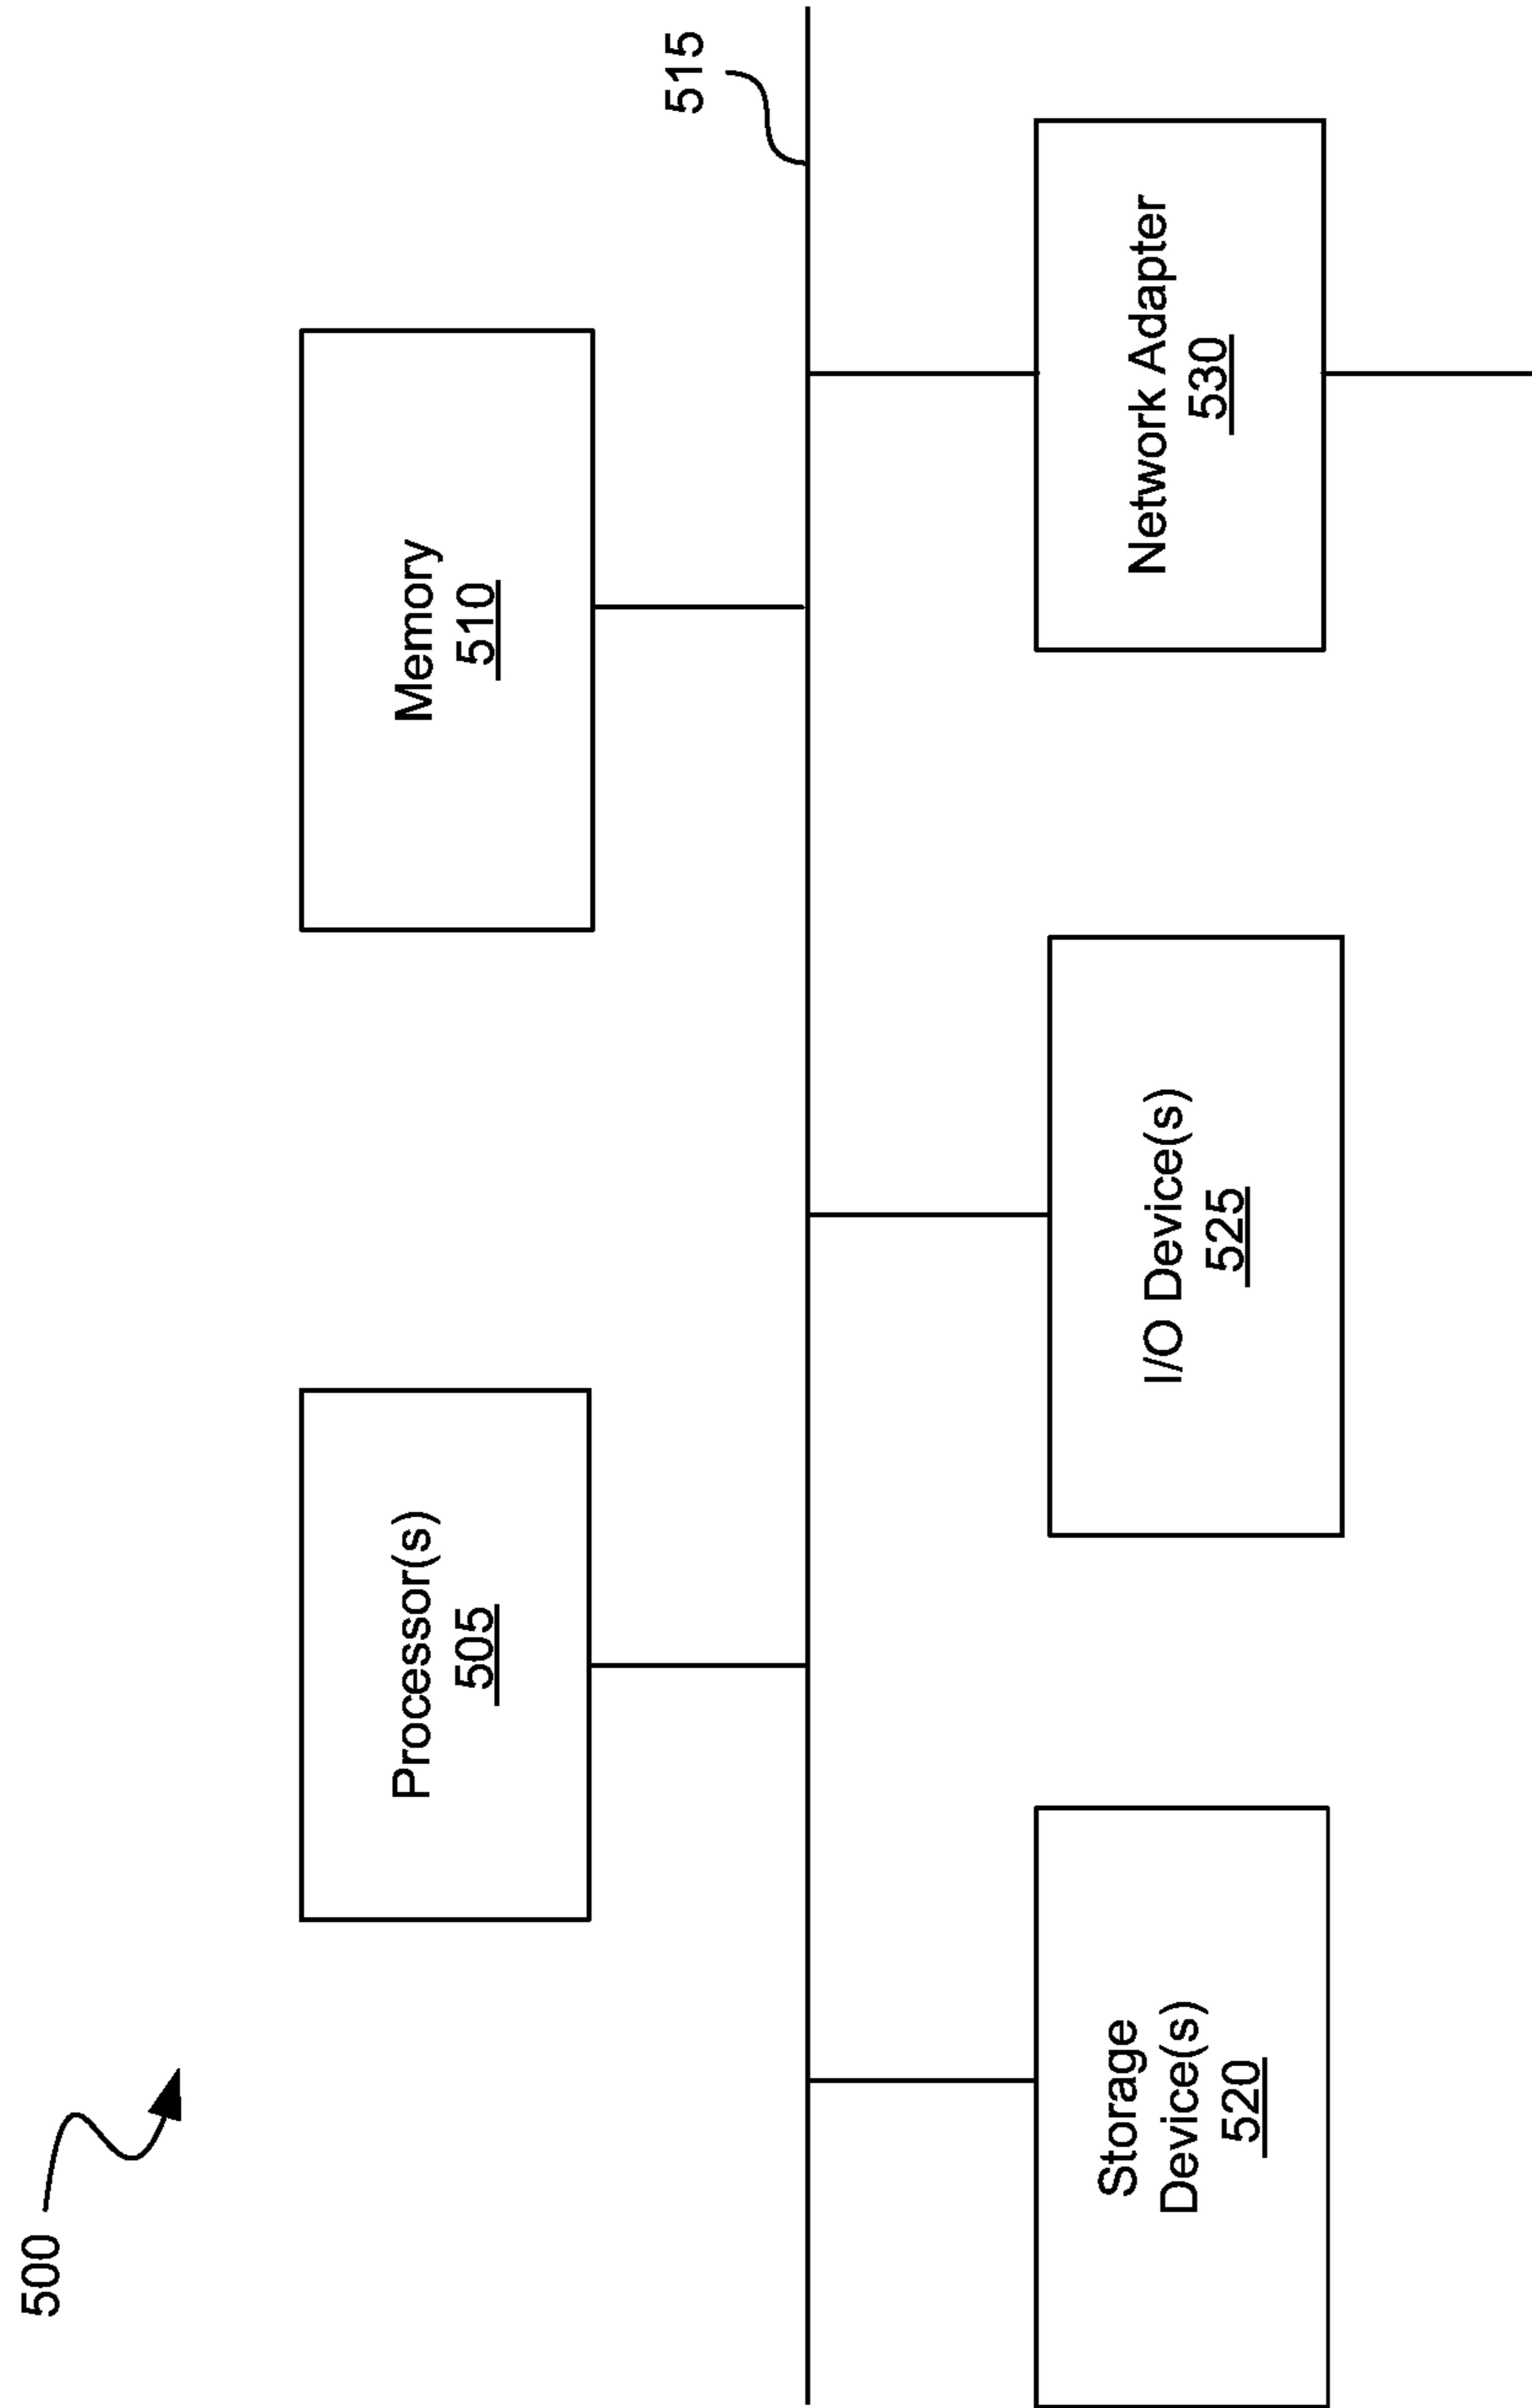 500
Processor(s)
505
Memory
510
515
Storage
Device(s)
520
I/O Device(s)
525
Network Adapter
530